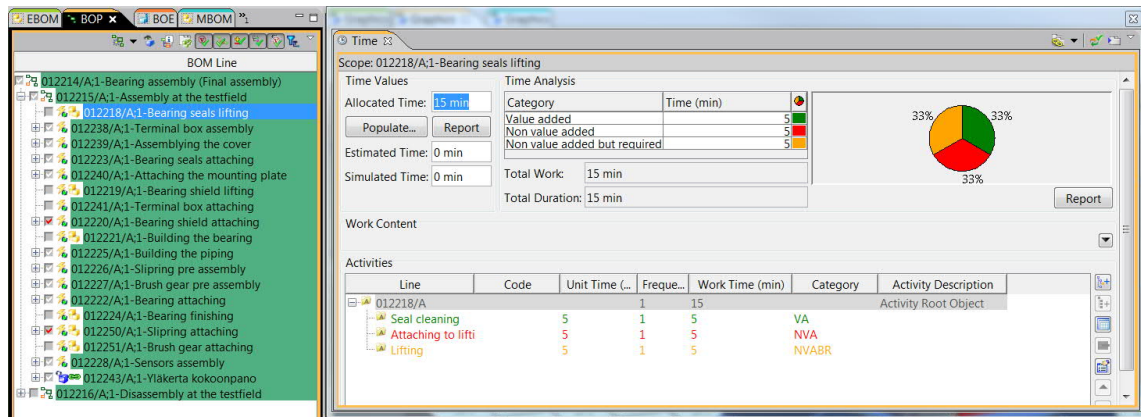 EBOM BOP BOE MBOM »1
BOM Line
012214/A;1-Bearing assembly (Final assembly)
012215/A;1-Assembly at the testfield
012218/A;1-Bearing seals lifting
012238/A;1-Terminal box assembly
012239/A;1-Assemblying the cover
012223/A;1-Bearing seals attaching
012240/A;1-Attaching the mounting plate
012219/A;1-Bearing shield lifting
012241/A;1-Terminal box attaching
012220/A;1-Bearing shield attaching
012221/A;1-Building the bearing
012225/A;1-Building the piping
012226/A;1-Slipring pre assembly
012227/A;1-Brush gear pre assembly
012222/A;1-Bearing attaching
012224/A;1-Bearing finishing
012250/A;1-Slipring attaching
012251/A;1-Brush gear attaching
012228/A;1-Sensors assembly
012243/A;1-Yläkerta kokoonpano
012216/A;1-Disassembly at the testfield
Time
Scope: 012218/A;1-Bearing seals lifting
Time Values Time Analysis
Allocated Time: 15 min
Populate... Report
Estimated Time: 0 min
Simulated Time: 0 min
Category Time (min)
Value added 5
Non value added 5
Non value added but required 5
Total Work: 15 min
Total Duration: 15 min
33% 33%
33%
Report
Work Content
Activities
Line Code Unit Time (... Freque... Work Time (min) Category Activity Description
012218/A 1 15 Activity Root Object
Seal cleaning 5 1 5 VA
Attaching to lifti 5 1 5 NVA
Lifting 5 1 5 NVABR